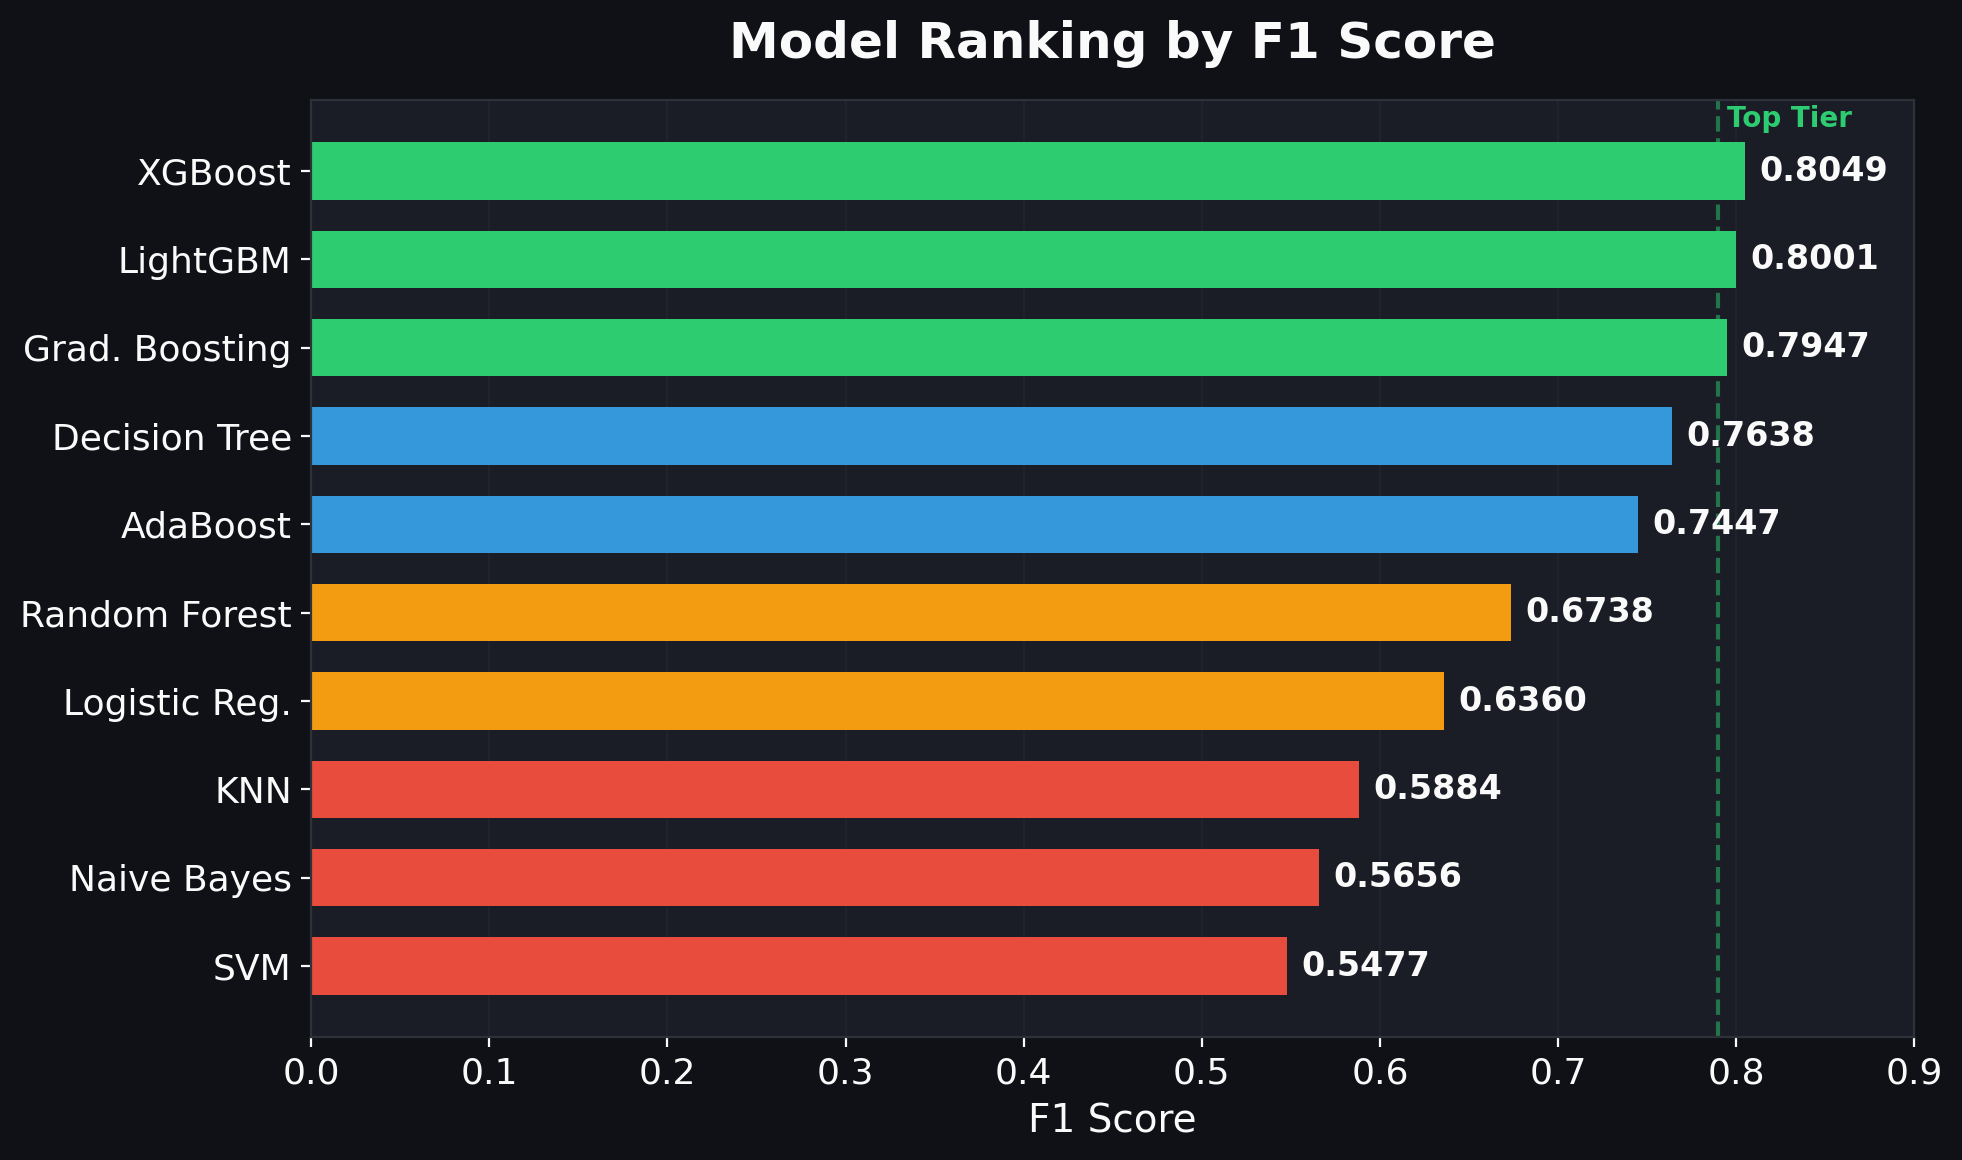 Model Ranking by F1 Score
Top Tier
XGBoost 0.8049
LightGBM 0.8001
Grad. Boosting 0.7947
Decision Tree 0.7638
AdaBoost 0.7447
Random Forest 0.6738
Logistic Reg. 0.6360
KNN 0.5884
Naive Bayes 0.5656
SVM 0.5477
0.0 0.1 0.2 0.3 0.4 0.5 0.6 0.7 0.8 0.9
F1 Score